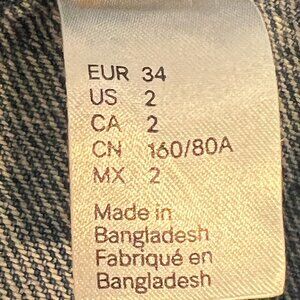 EUR 34
US 2
CA 2
CN 160/80A
MX 2
Made in
Bangladesh
Fabriqué en
Bangladesh